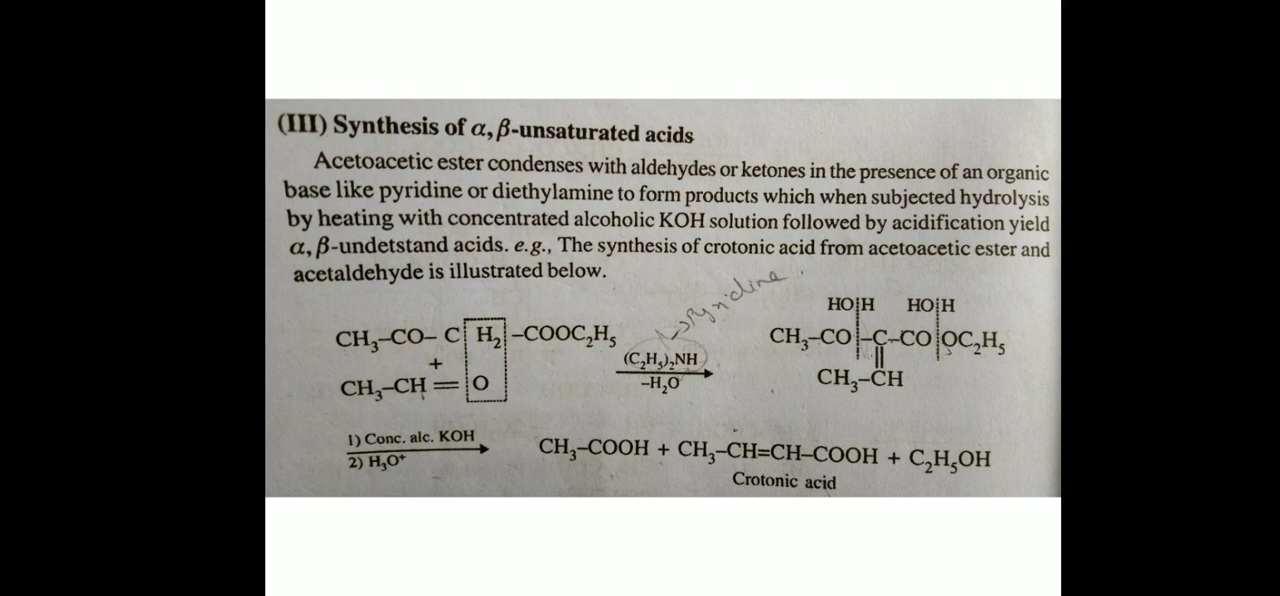 (III) Synthesis of α, β-unsaturated acids
Acetoacetic ester condenses with aldehydes or ketones in the presence of an organic
base like pyridine or diethylamine to form products which when subjected hydrolysis
by heating with concentrated alcoholic KOH solution followed by acidification yield
α, β-undetstand acids. e.g., The synthesis of crotonic acid from acetoacetic ester and
acetaldehyde is illustrated below.
→Pyridine.
HO H HO H
CH₃–CO– C H₂ –COOC₂H₅ CH₃–CO –C–CO OC₂H₅
+ (C₂H₅)₂NH ||
CH₃–CH = O –H₂O CH₃–CH
1) Conc. alc. KOH
2) H₃O⁺
CH₃–COOH + CH₃–CH=CH–COOH + C₂H₅OH
Crotonic acid